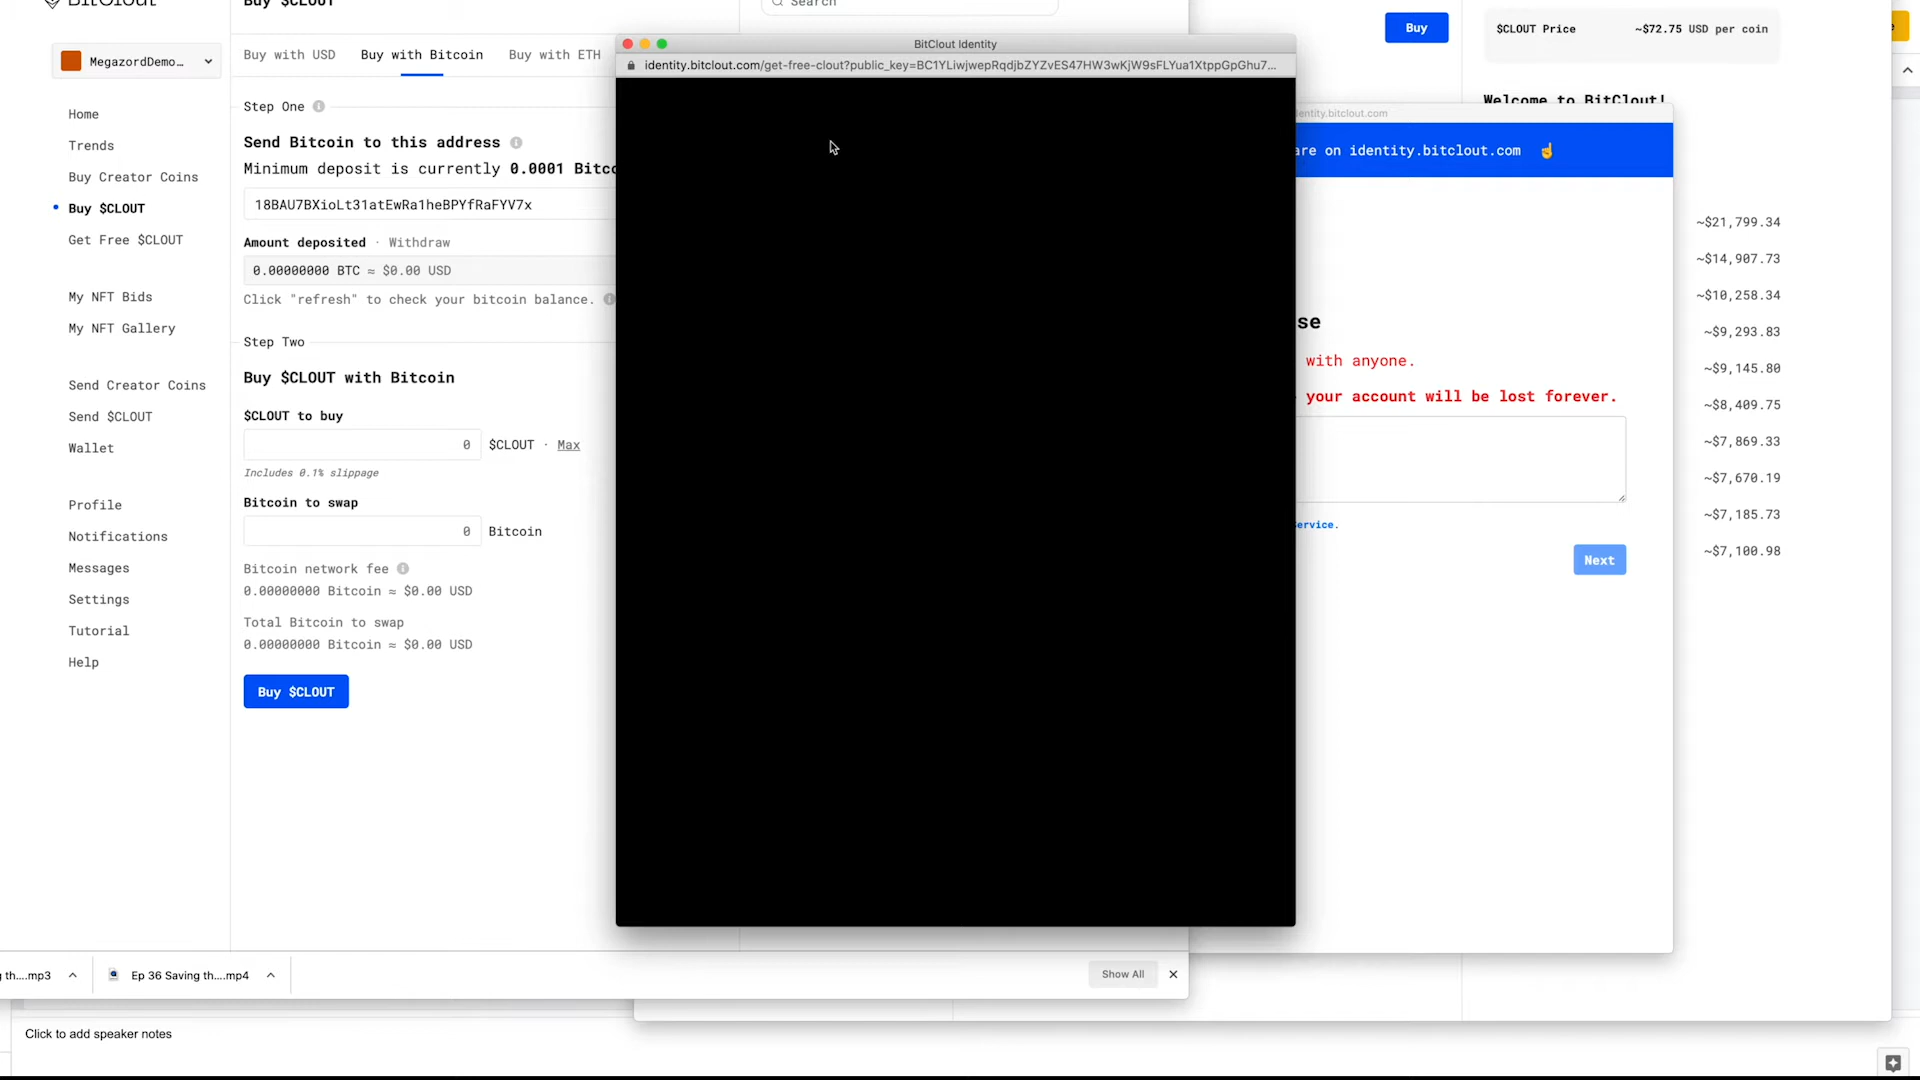 BitClout
Buy $CLOUT
Search
MegazordDemo...
Home
Trends
Buy Creator Coins
Buy $CLOUT
Get Free $CLOUT
My NFT Bids
My NFT Gallery
Send Creator Coins
Send $CLOUT
Wallet
Profile
Notifications
Messages
Settings
Tutorial
Help
Buy with USD
Buy with Bitcoin
Buy with ETH
Step One
Send Bitcoin to this address
Minimum deposit is currently 0.0001 Bitco
18BAU7BXioLt31atEwRa1heBPYfRaFYV7x
Amount deposited · Withdraw
0.00000000 BTC ≈ $0.00 USD
Click "refresh" to check your bitcoin balance.
Step Two
Buy $CLOUT with Bitcoin
$CLOUT to buy
0 $CLOUT · Max
Includes 0.1% slippage
Bitcoin to swap
0 Bitcoin
Bitcoin network fee
0.00000000 Bitcoin ≈ $0.00 USD
Total Bitcoin to swap
0.00000000 Bitcoin ≈ $0.00 USD
Buy $CLOUT
BitClout Identity
identity.bitclout.com/get-free-clout?public_key=BC1YLiwjwepRqdjbZYZvES47HW3wKjW9sFLYua1XtppGpGhu7...
Buy
$CLOUT Price ~$72.75 USD per coin
Welcome to BitClout!
entity.bitclout.com
are on identity.bitclout.com
se
with anyone.
your account will be lost forever.
ervice.
Next
~$21,799.34
~$14,907.73
~$10,258.34
~$9,293.83
~$9,145.80
~$8,409.75
~$7,869.33
~$7,670.19
~$7,185.73
~$7,100.98
g th....mp3
Ep 36 Saving th....mp4
Show All
Click to add speaker notes